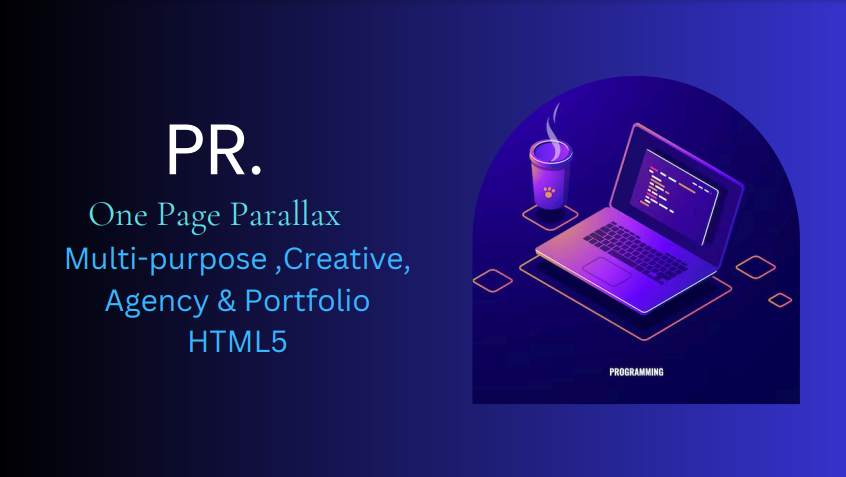 PR.
One Page Parallax
Multi-purpose ,Creative,
Agency & Portfolio
HTML5
PROGRAMMING